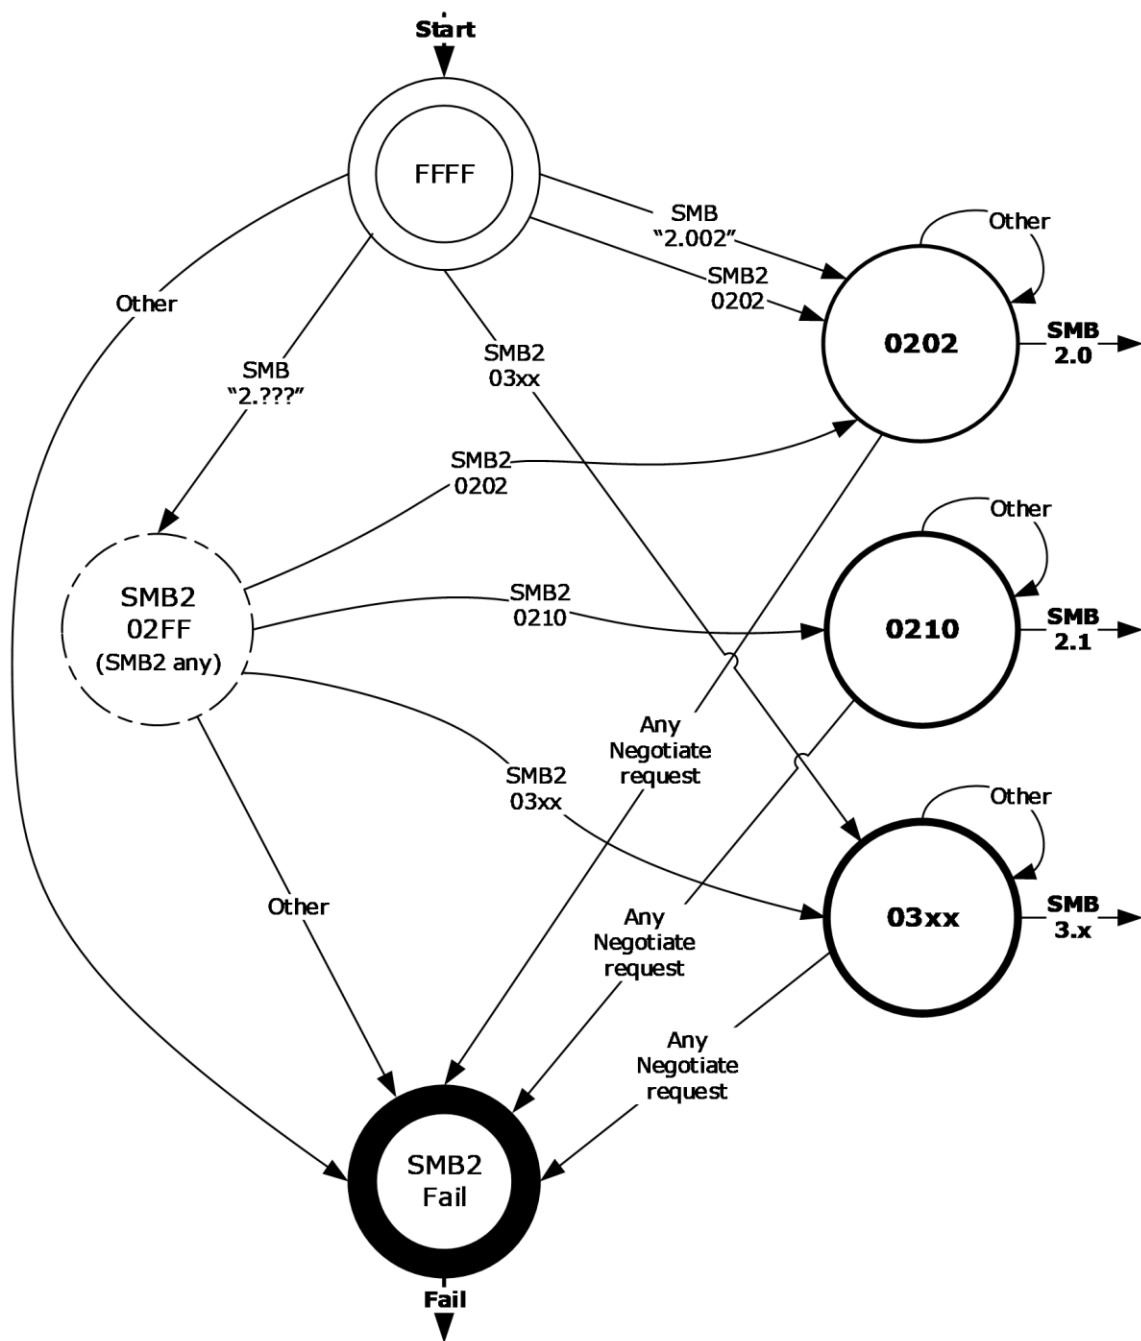 Start
FFFF
SMB
“2.002”
SMB2
0202
Other
0202
SMB
2.0
Other
SMB
“2.???”
SMB2
03xx
SMB2
0202
SMB2
02FF
(SMB2 any)
SMB2
0210
Other
0210
SMB
2.1
SMB2
03xx
Any
Negotiate
request
Other
03xx
SMB
3.x
Other
Any
Negotiate
request
Any
Negotiate
request
SMB2
Fail
Fail